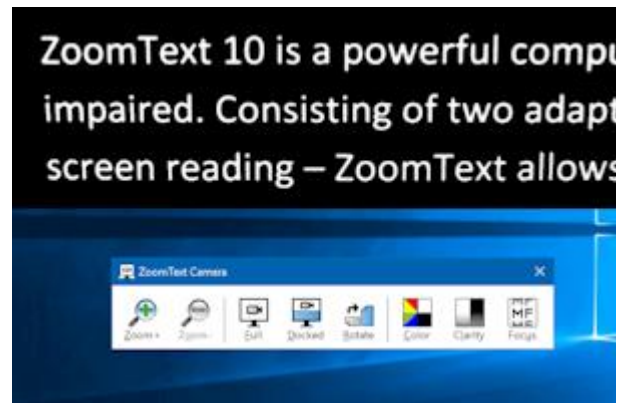 ZoomText 10 is a powerful compu
impaired. Consisting of two adapt
screen reading – ZoomText allows
ZoomText Camera
Zoom+ Zoom- Full Docked Rotate Color Clarity Focus
MF